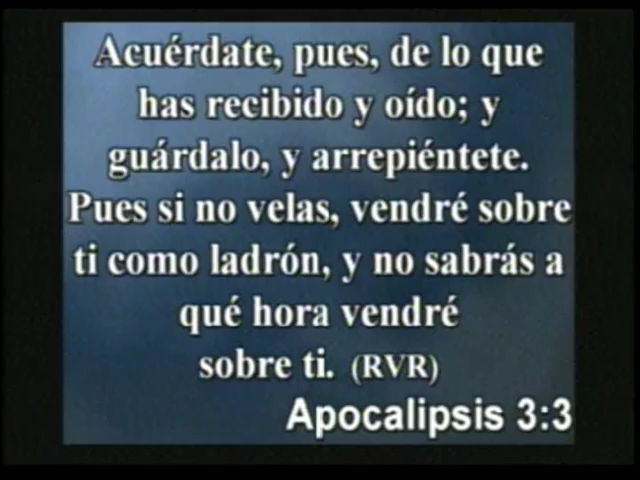 Acuérdate, pues, de lo que
has recibido y oído; y
guárdalo, y arrepiéntete.
Pues si no velas, vendré sobre
ti como ladrón, y no sabrás a
qué hora vendré
sobre ti. (RVR)
Apocalipsis 3:3